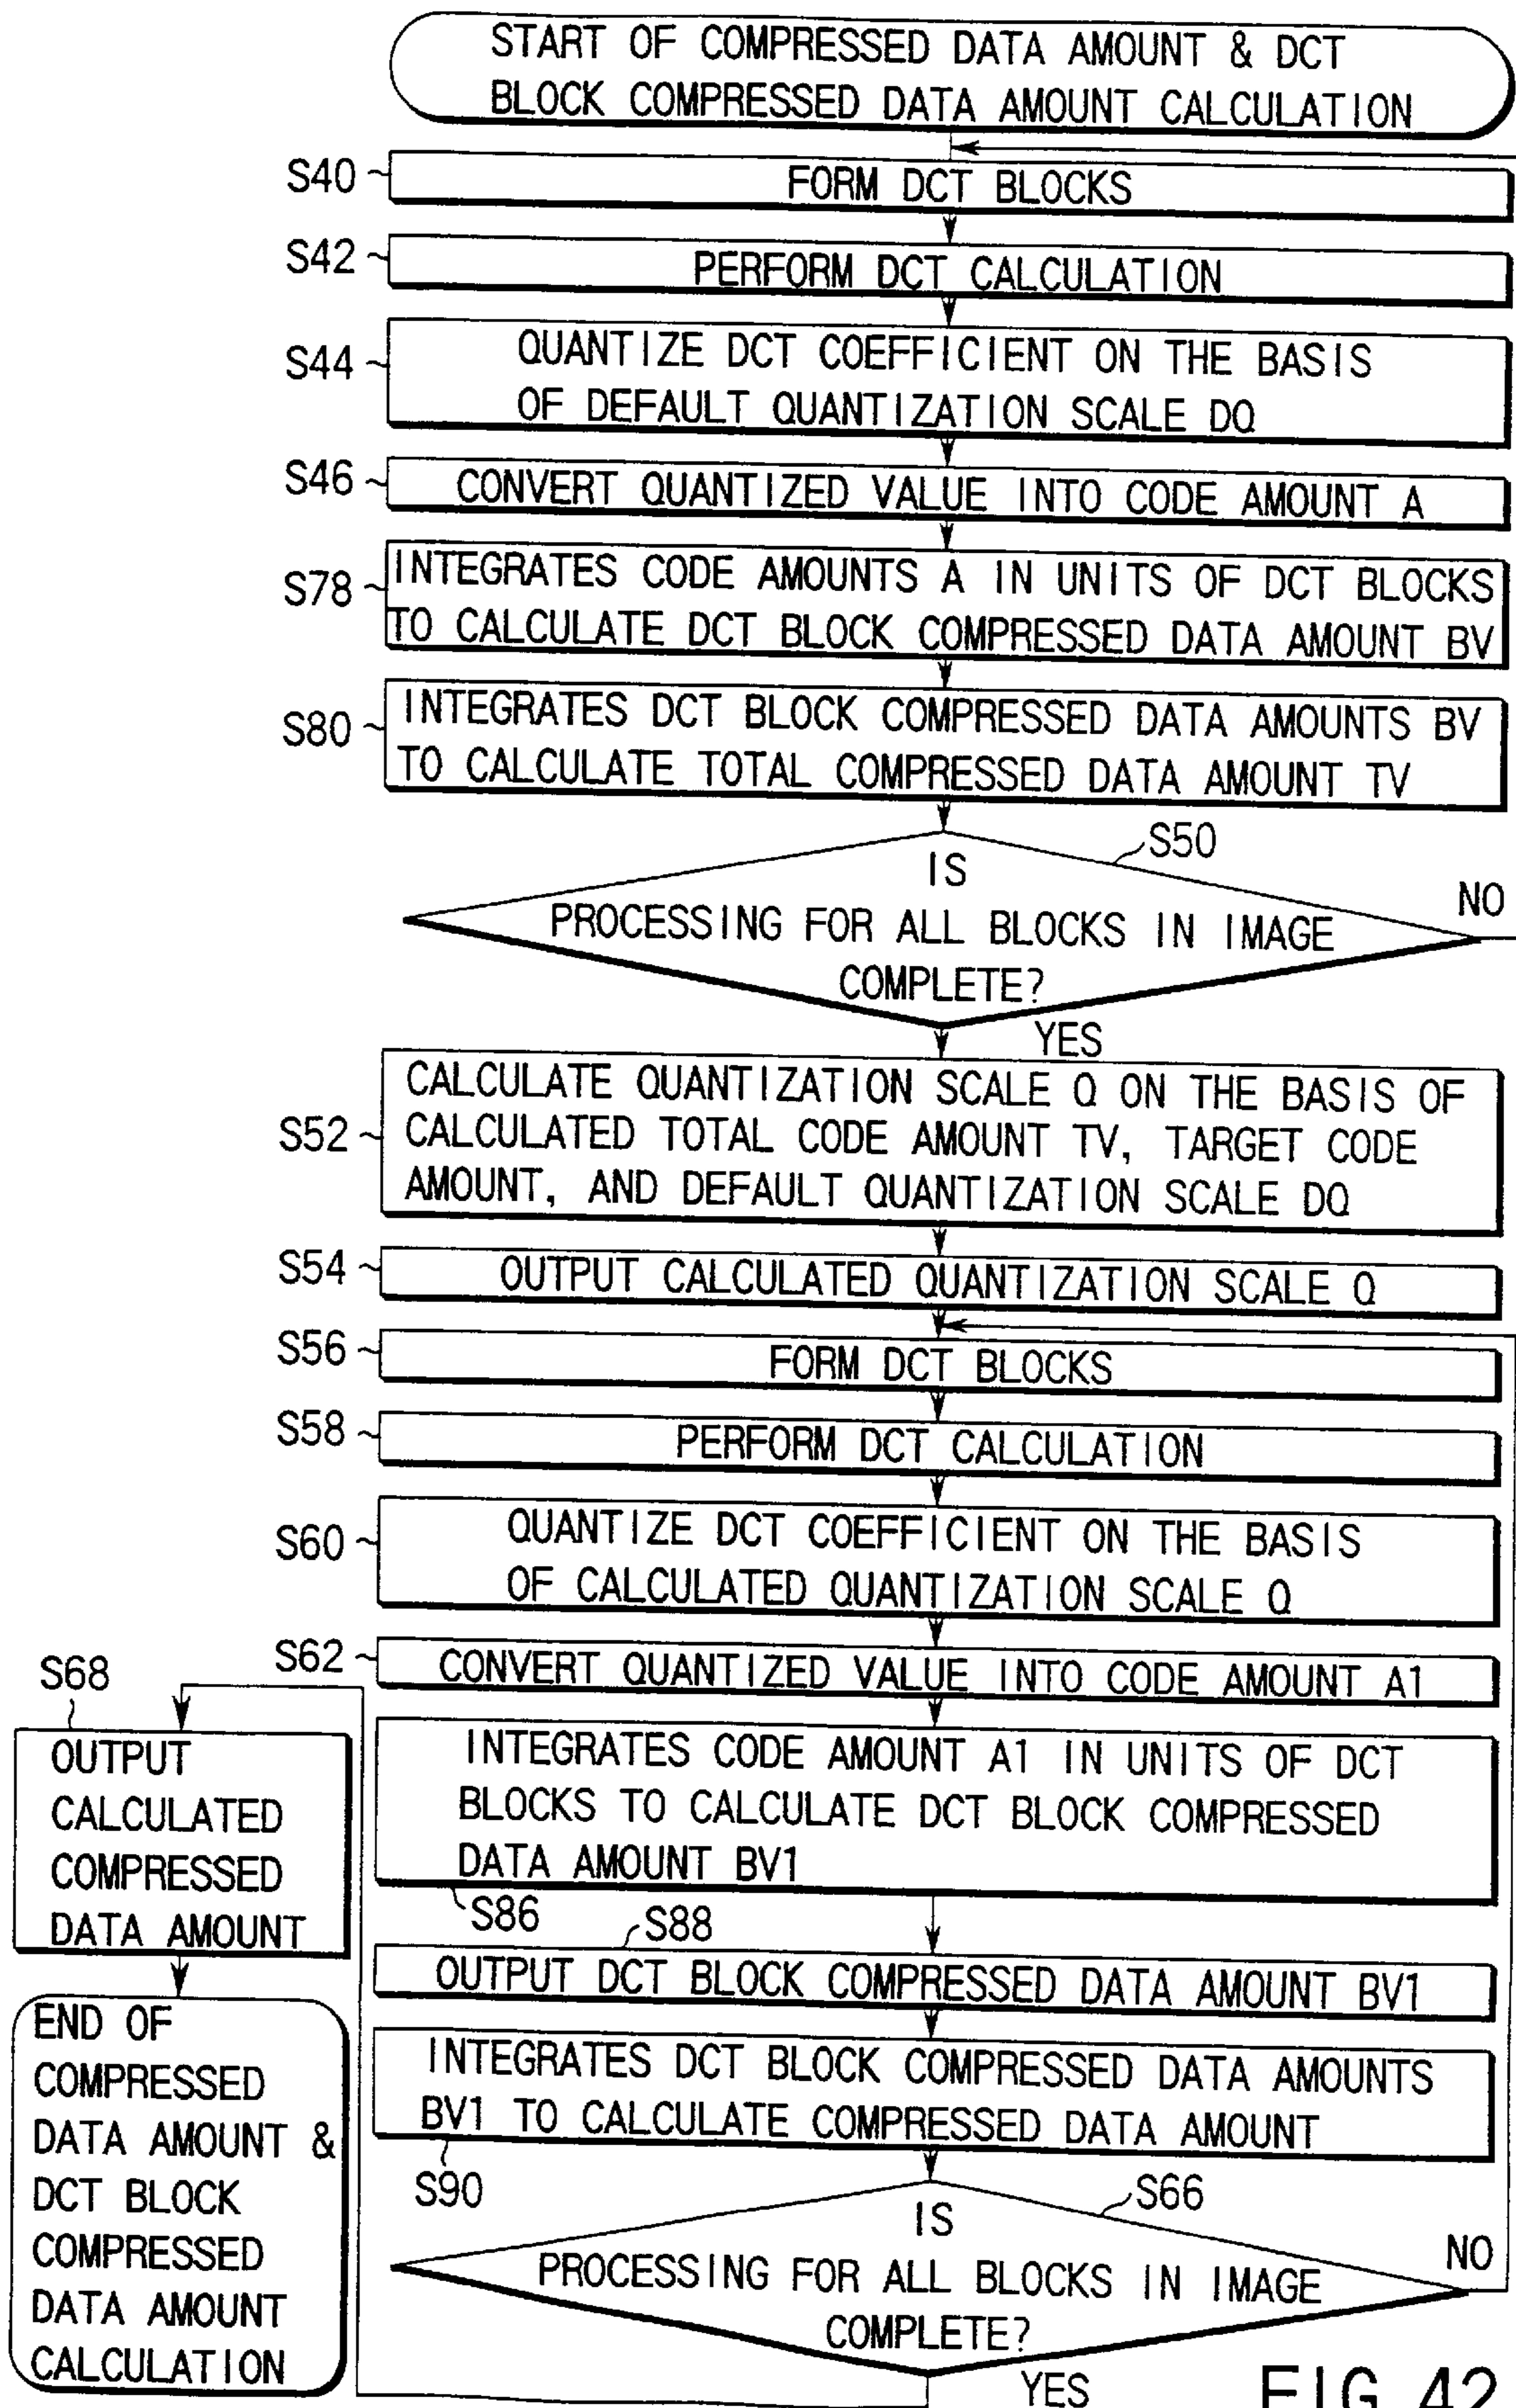 START OF COMPRESSED DATA AMOUNT & DCT
BLOCK COMPRESSED DATA AMOUNT CALCULATION
S40
FORM DCT BLOCKS
S42
PERFORM DCT CALCULATION
S44
QUANTIZE DCT COEFFICIENT ON THE BASIS
OF DEFAULT QUANTIZATION SCALE DQ
S46
CONVERT QUANTIZED VALUE INTO CODE AMOUNT A
S78
INTEGRATES CODE AMOUNTS A IN UNITS OF DCT BLOCKS
TO CALCULATE DCT BLOCK COMPRESSED DATA AMOUNT BV
S80
INTEGRATES DCT BLOCK COMPRESSED DATA AMOUNTS BV
TO CALCULATE TOTAL COMPRESSED DATA AMOUNT TV
S50
IS
PROCESSING FOR ALL BLOCKS IN IMAGE
COMPLETE?
NO
YES
S52
CALCULATE QUANTIZATION SCALE Q ON THE BASIS OF
CALCULATED TOTAL CODE AMOUNT TV, TARGET CODE
AMOUNT, AND DEFAULT QUANTIZATION SCALE DQ
S54
OUTPUT CALCULATED QUANTIZATION SCALE Q
S56
FORM DCT BLOCKS
S58
PERFORM DCT CALCULATION
S60
QUANTIZE DCT COEFFICIENT ON THE BASIS
OF CALCULATED QUANTIZATION SCALE Q
S62
CONVERT QUANTIZED VALUE INTO CODE AMOUNT A1
INTEGRATES CODE AMOUNT A1 IN UNITS OF DCT
BLOCKS TO CALCULATE DCT BLOCK COMPRESSED
DATA AMOUNT BV1
S86
S88
OUTPUT DCT BLOCK COMPRESSED DATA AMOUNT BV1
INTEGRATES DCT BLOCK COMPRESSED DATA AMOUNTS
BV1 TO CALCULATE COMPRESSED DATA AMOUNT
S90
S66
IS
PROCESSING FOR ALL BLOCKS IN IMAGE
COMPLETE?
NO
YES
S68
OUTPUT
CALCULATED
COMPRESSED
DATA AMOUNT
END OF
COMPRESSED
DATA AMOUNT &
DCT BLOCK
COMPRESSED
DATA AMOUNT
CALCULATION
FIG. 42